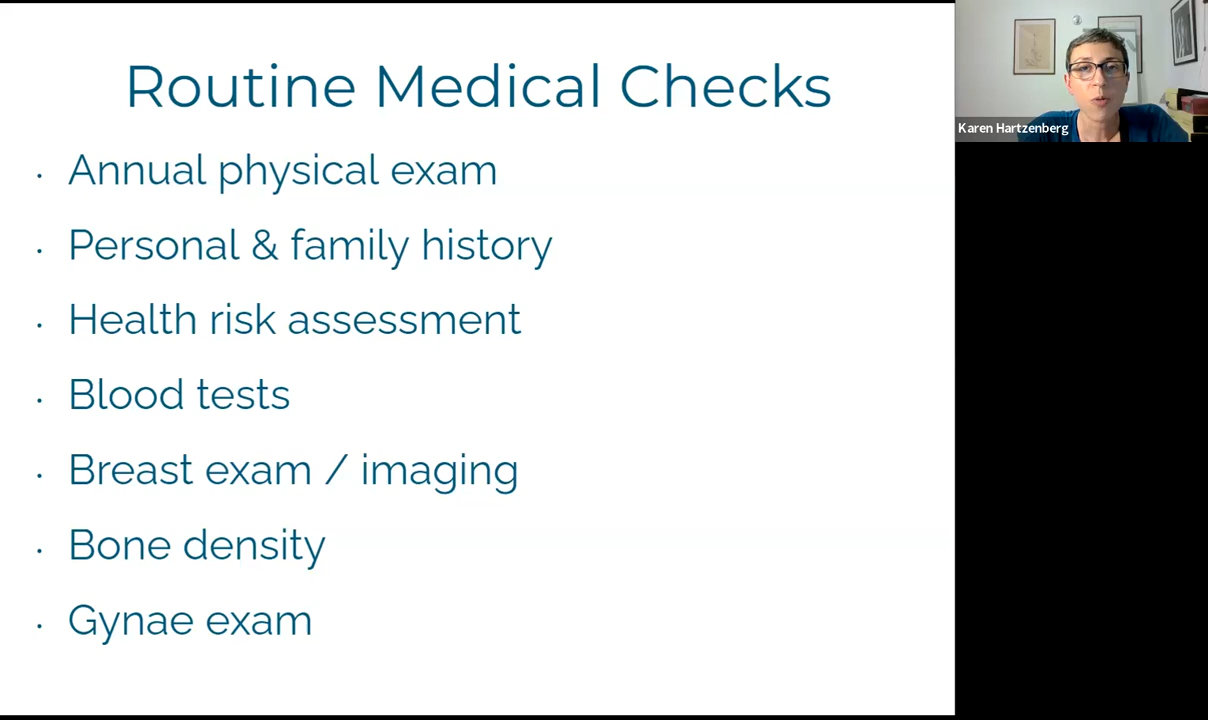 Routine Medical Checks
· Annual physical exam
· Personal & family history
· Health risk assessment
· Blood tests
· Breast exam / imaging
· Bone density
· Gynae exam
Karen Hartzenberg